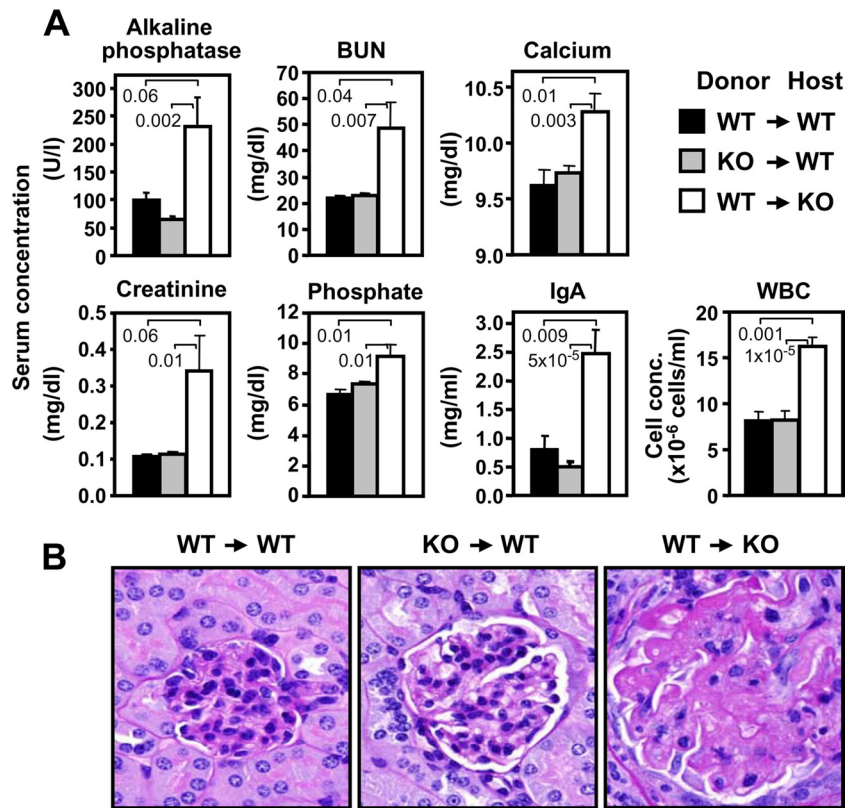 A
Alkaline
phosphatase
BUN
Calcium
Donor Host
WT → WT
KO → WT
WT → KO
Serum concentration
(U/l)
300
250
200
150
100
50
0
0.06
0.002
(mg/dl)
70
60
50
40
30
20
10
0
0.04
0.007
(mg/dl)
10.5
10.0
9.5
9.0
0.01
0.003
Creatinine
Phosphate
IgA
WBC
(mg/dl)
0.5
0.4
0.3
0.2
0.1
0.0
0.06
0.01
(mg/dl)
12
10
8
6
4
2
0
0.01
0.01
(mg/ml)
3.0
2.5
2.0
1.5
1.0
0.5
0.0
0.009
5x10⁻⁵
Cell conc.
(x10⁻⁶ cells/ml)
20
15
10
5
0
0.001
1x10⁻⁵
B
WT → WT
KO → WT
WT → KO